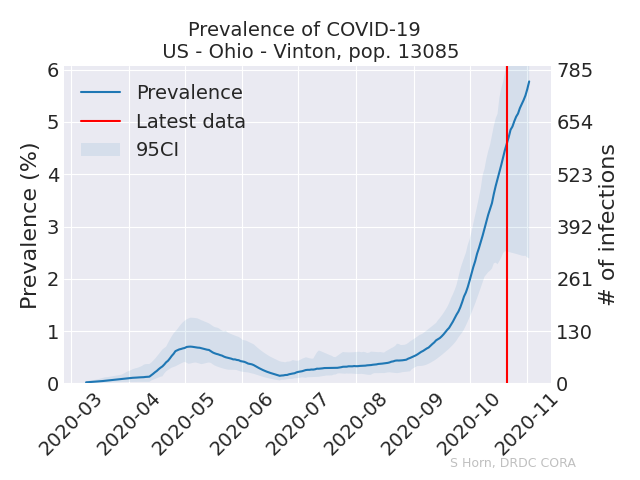 Prevalence of COVID-19
US - Ohio - Vinton, pop. 13085
Prevalence
Latest data
95CI
Prevalence (%)
6
5
4
3
2
1
0
785
654
523
392
261
130
0
# of infections
2020-03
2020-04
2020-05
2020-06
2020-07
2020-08
2020-09
2020-10
2020-11
S Horn, DRDC CORA